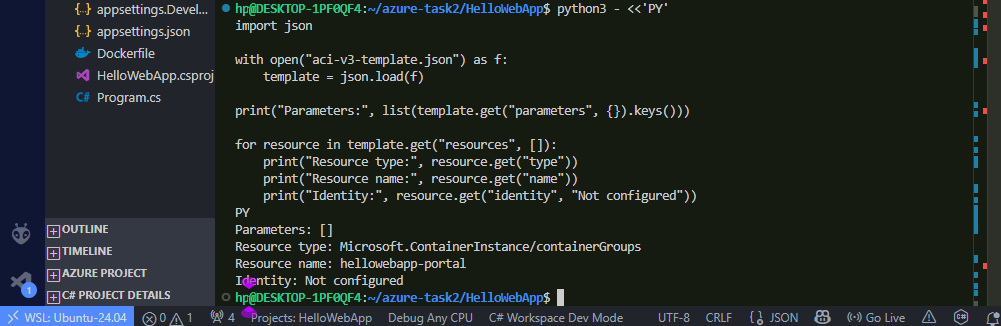 appsettings.Devel...
appsettings.json
Dockerfile
HelloWebApp.csproj
C# Program.cs
OUTLINE
TIMELINE
AZURE PROJECT
C# PROJECT DETAILS
hp@DESKTOP-1PF0QF4:~/azure-task2/HelloWebApp$ python3 - <<'PY'
import json
with open("aci-v3-template.json") as f:
    template = json.load(f)
print("Parameters:", list(template.get("parameters", {}).keys()))
for resource in template.get("resources", []):
    print("Resource type:", resource.get("type"))
    print("Resource name:", resource.get("name"))
    print("Identity:", resource.get("identity", "Not configured"))
PY
Parameters: []
Resource type: Microsoft.ContainerInstance/containerGroups
Resource name: hellowebapp-portal
Identity: Not configured
hp@DESKTOP-1PF0QF4:~/azure-task2/HelloWebApp$
1
WSL: Ubuntu-24.04 0 1 4 Projects: HelloWebApp Debug Any CPU C# Workspace Dev Mode UTF-8 CRLF {} JSON Go Live